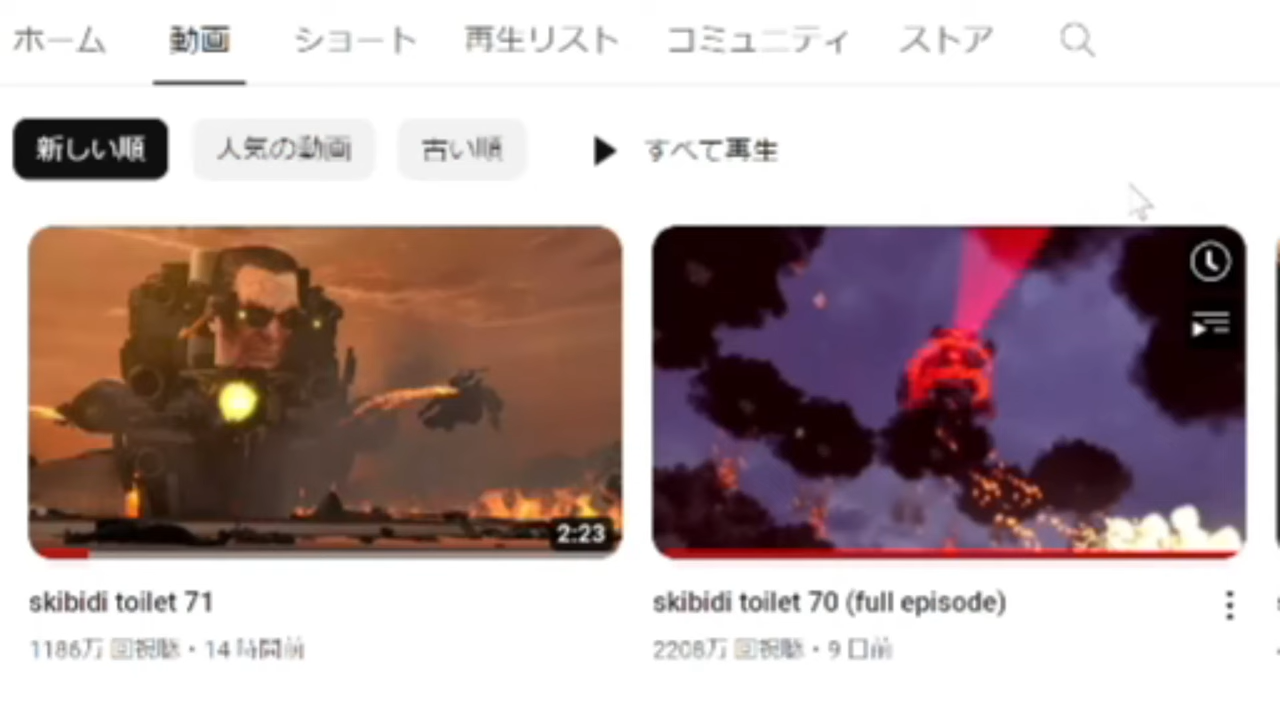 ホーム 動画 ショート 再生リスト コミュニティ ストア
新しい順 人気の動画 古い順 すべて再生
2:23
skibidi toilet 71 skibidi toilet 70 (full episode)
1186万 回視聴・14 時間前 2208万 回視聴・9 日前